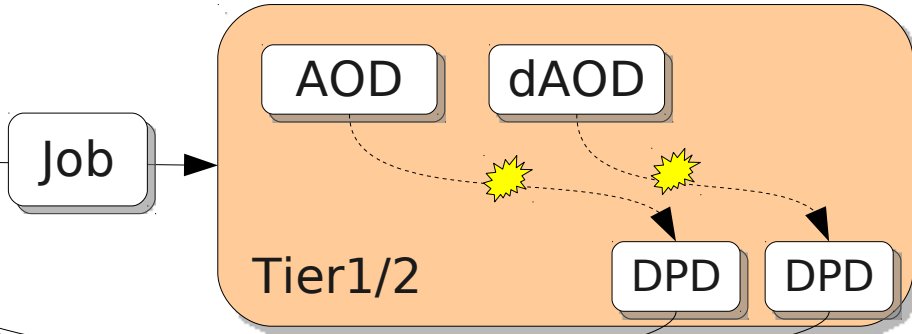 AOD
dAOD
Job
Tier1/2
DPD
DPD